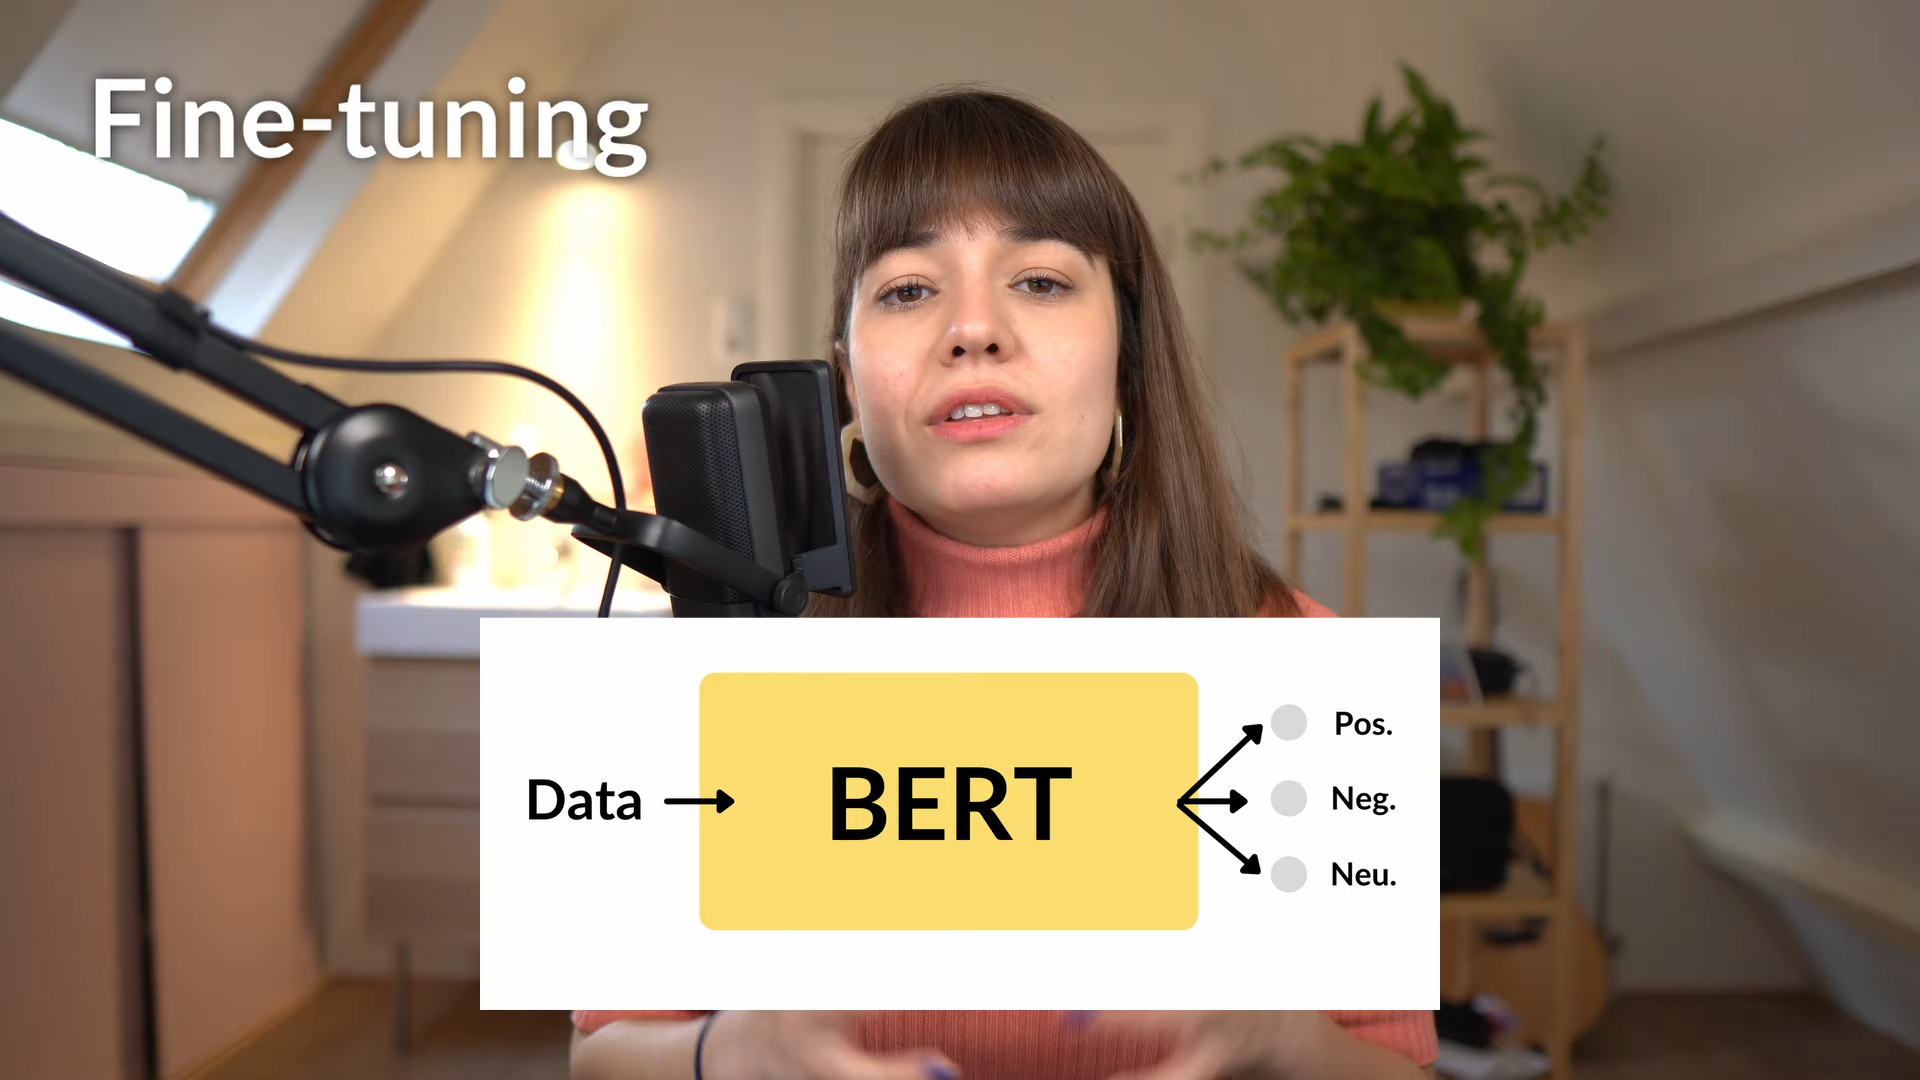 Fine-tuning
Data
BERT
Pos.
Neg.
Neu.